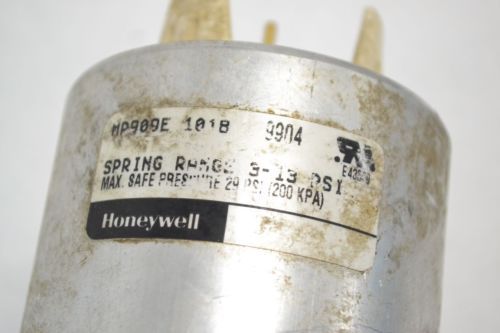 MP909E 1018 9904
SPRING RANGE 3-13 PSI
MAX. SAFE PRESSURE 29 PSI (200 KPA)
Honeywell